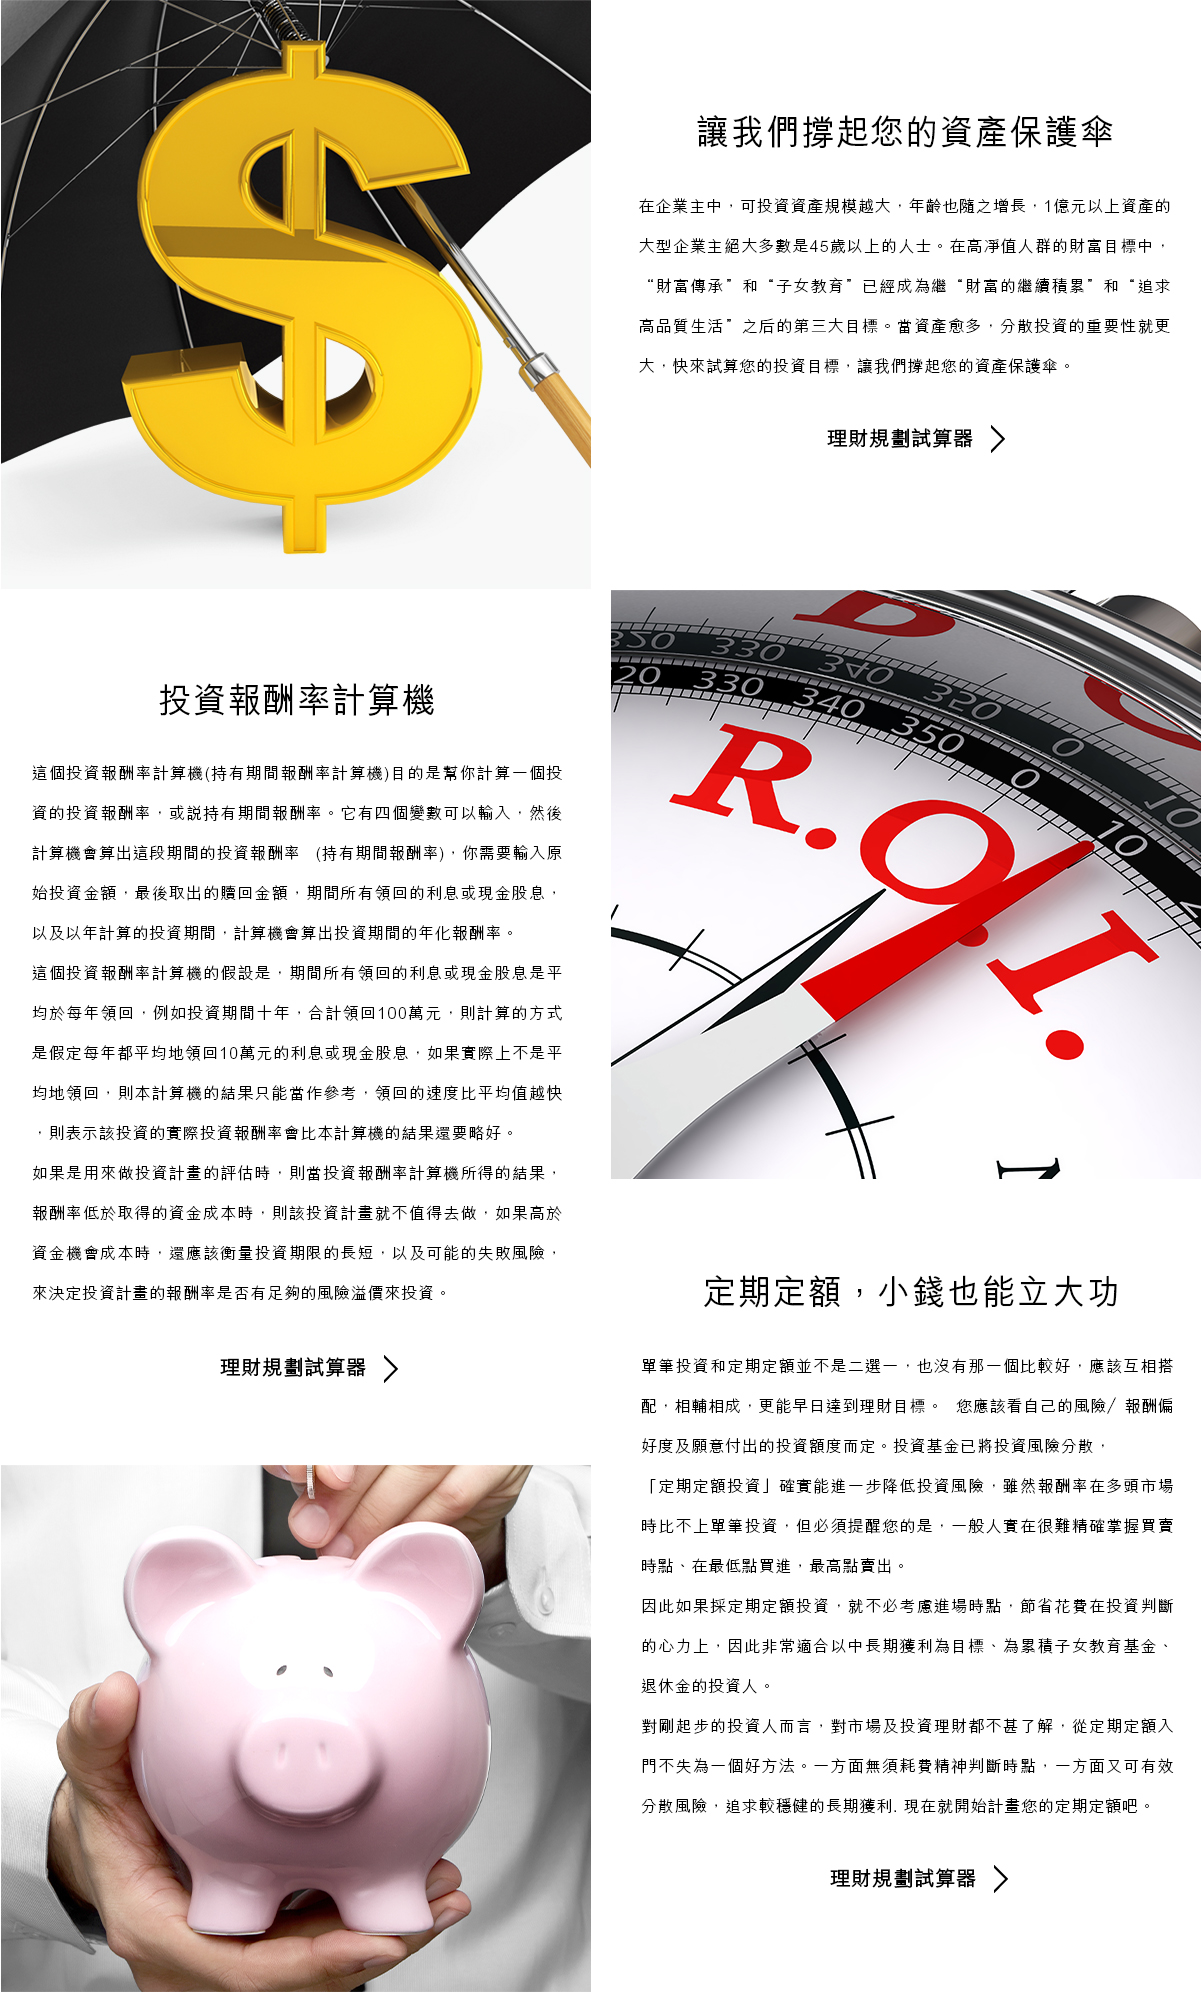 讓我們撐起您的資產保護傘
在企業主中，可投資資產規模越大，年齡也隨之增長，1億元以上資產的
大型企業主絕大多數是45歲以上的人士。在高凈值人群的財富目標中，
“財富傳承”和“子女教育”已經成為繼“財富的繼續積累”和“追求
高品質生活”之后的第三大目標。當資產愈多，分散投資的重要性就更
大，快來試算您的投資目標，讓我們撐起您的資產保護傘。
理財規劃試算器
投資報酬率計算機
這個投資報酬率計算機(持有期間報酬率計算機)目的是幫你計算一個投
資的投資報酬率，或説持有期間報酬率。它有四個變數可以輸入，然後
計算機會算出這段期間的投資報酬率 (持有期間報酬率)，你需要輸入原
始投資金額，最後取出的贖回金額，期間所有領回的利息或現金股息，
以及以年計算的投資期間，計算機會算出投資期間的年化報酬率。
這個投資報酬率計算機的假設是，期間所有領回的利息或現金股息是平
均於每年領回，例如投資期間十年，合計領回100萬元，則計算的方式
是假定每年都平均地領回10萬元的利息或現金股息，如果實際上不是平
均地領回，則本計算機的結果只能當作參考，領回的速度比平均值越快
，則表示該投資的實際投資報酬率會比本計算機的結果還要略好。
如果是用來做投資計畫的評估時，則當投資報酬率計算機所得的結果，
報酬率低於取得的資金成本時，則該投資計畫就不值得去做，如果高於
資金機會成本時，還應該衡量投資期限的長短，以及可能的失敗風險，
來決定投資計畫的報酬率是否有足夠的風險溢價來投資。
理財規劃試算器
320 330 340 350 0 10
20 330 340 350 0 10
R.O.I.
定期定額，小錢也能立大功
單筆投資和定期定額並不是二選一，也沒有那一個比較好，應該互相搭
配，相輔相成，更能早日達到理財目標。 您應該看自己的風險/ 報酬偏
好度及願意付出的投資額度而定。投資基金已將投資風險分散，
「定期定額投資」確實能進一步降低投資風險，雖然報酬率在多頭市場
時比不上單筆投資，但必須提醒您的是，一般人實在很難精確掌握買賣
時點、在最低點買進，最高點賣出。
因此如果採定期定額投資，就不必考慮進場時點，節省花費在投資判斷
的心力上，因此非常適合以中長期獲利為目標、為累積子女教育基金、
退休金的投資人。
對剛起步的投資人而言，對市場及投資理財都不甚了解，從定期定額入
門不失為一個好方法。一方面無須耗費精神判斷時點，一方面又可有效
分散風險，追求較穩健的長期獲利. 現在就開始計畫您的定期定額吧。
理財規劃試算器